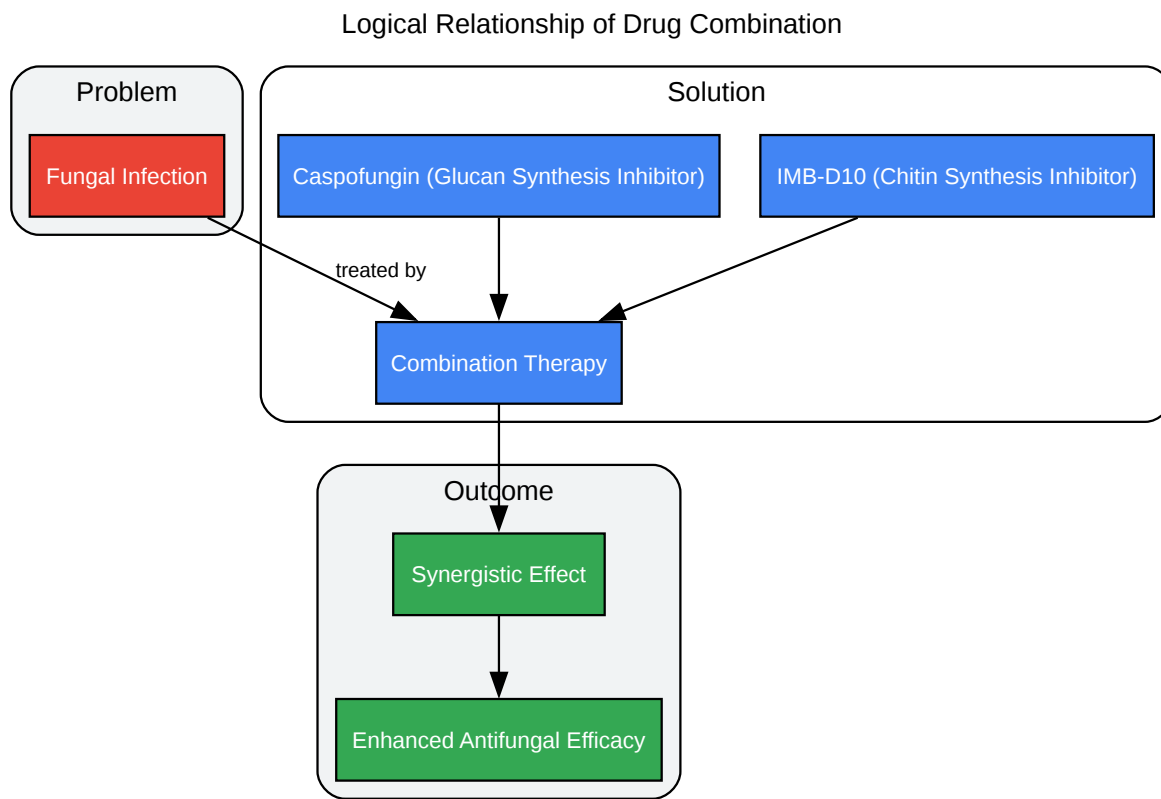 Logical Relationship of Drug Combination
Problem
Solution
Fungal Infection
Caspofungin (Glucan Synthesis Inhibitor)
IMB-D10 (Chitin Synthesis Inhibitor)
treated by
Combination Therapy
Outcome
Synergistic Effect
Enhanced Antifungal Efficacy